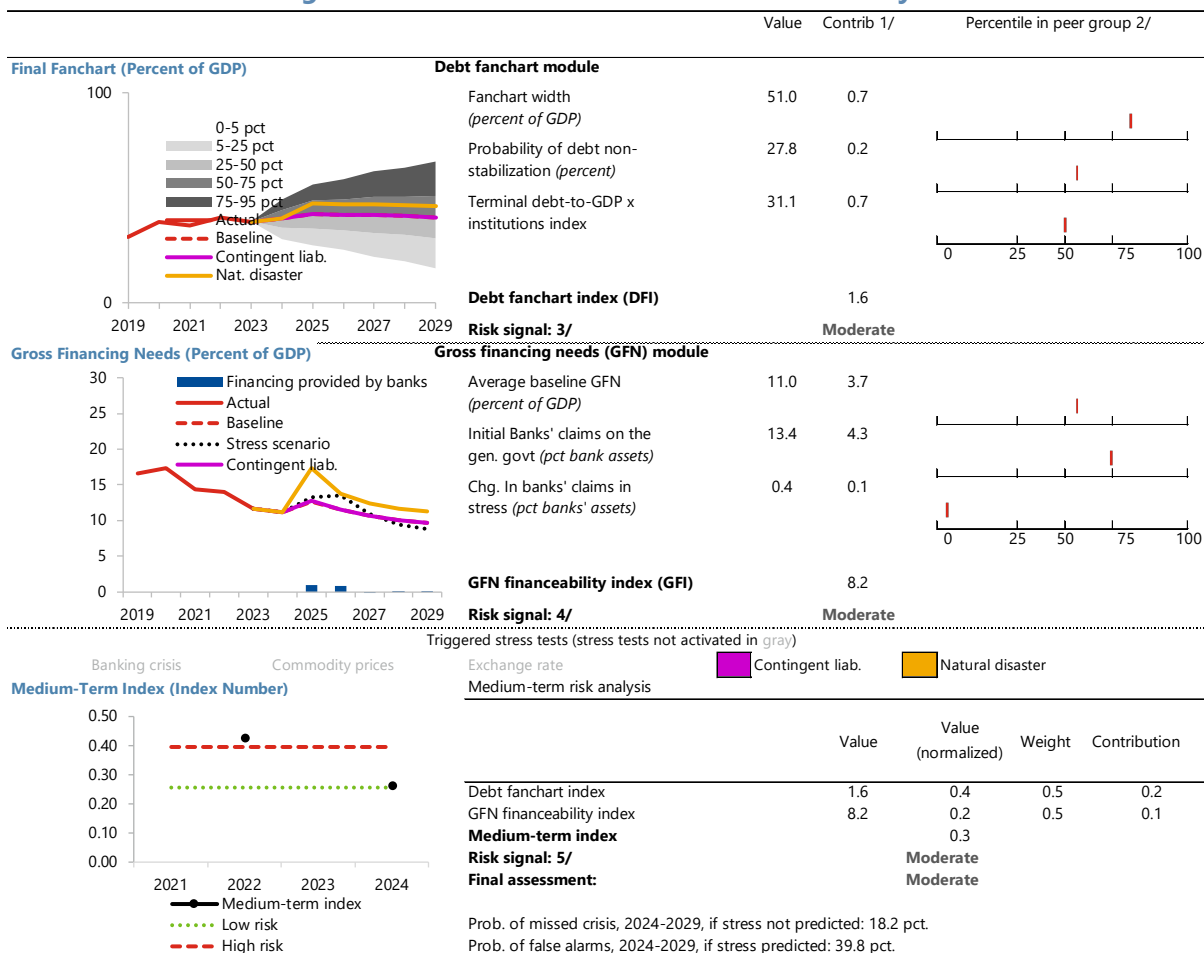 Value Contrib 1/ Percentile in peer group 2/
Final Fanchart (Percent of GDP)
100
0-5 pct
5-25 pct
25-50 pct
50-75 pct
75-95 pct
Actual
Baseline
Contingent liab.
Nat. disaster
0
2019 2021 2023 2025 2027 2029
Debt fanchart module
Fanchart width 51.0 0.7
(percent of GDP)
Probability of debt non- 27.8 0.2
stabilization (percent)
Terminal debt-to-GDP x 31.1 0.7
institutions index
0 25 50 75 100
Debt fanchart index (DFI) 1.6
Risk signal: 3/ Moderate
Gross Financing Needs (Percent of GDP)
30
25
20
15
10
5
0
Financing provided by banks
Actual
Baseline
Stress scenario
Contingent liab.
2019 2021 2023 2025 2027 2029
Gross financing needs (GFN) module
Average baseline GFN 11.0 3.7
(percent of GDP)
Initial Banks' claims on the 13.4 4.3
gen. govt (pct bank assets)
Chg. In banks' claims in 0.4 0.1
stress (pct banks' assets)
0 25 50 75 100
GFN financeability index (GFI) 8.2
Risk signal: 4/ Moderate
Triggered stress tests (stress tests not activated in gray)
Banking crisis Commodity prices Exchange rate Contingent liab. Natural disaster
Medium-Term Index (Index Number)
0.50
0.40
0.30
0.20
0.10
0.00
2021 2022 2023 2024
Medium-term index
Low risk
High risk
Medium-term risk analysis
Value Value (normalized) Weight Contribution
Debt fanchart index 1.6 0.4 0.5 0.2
GFN financeability index 8.2 0.2 0.5 0.1
Medium-term index 0.3
Risk signal: 5/ Moderate
Final assessment: Moderate
Prob. of missed crisis, 2024-2029, if stress not predicted: 18.2 pct.
Prob. of false alarms, 2024-2029, if stress predicted: 39.8 pct.